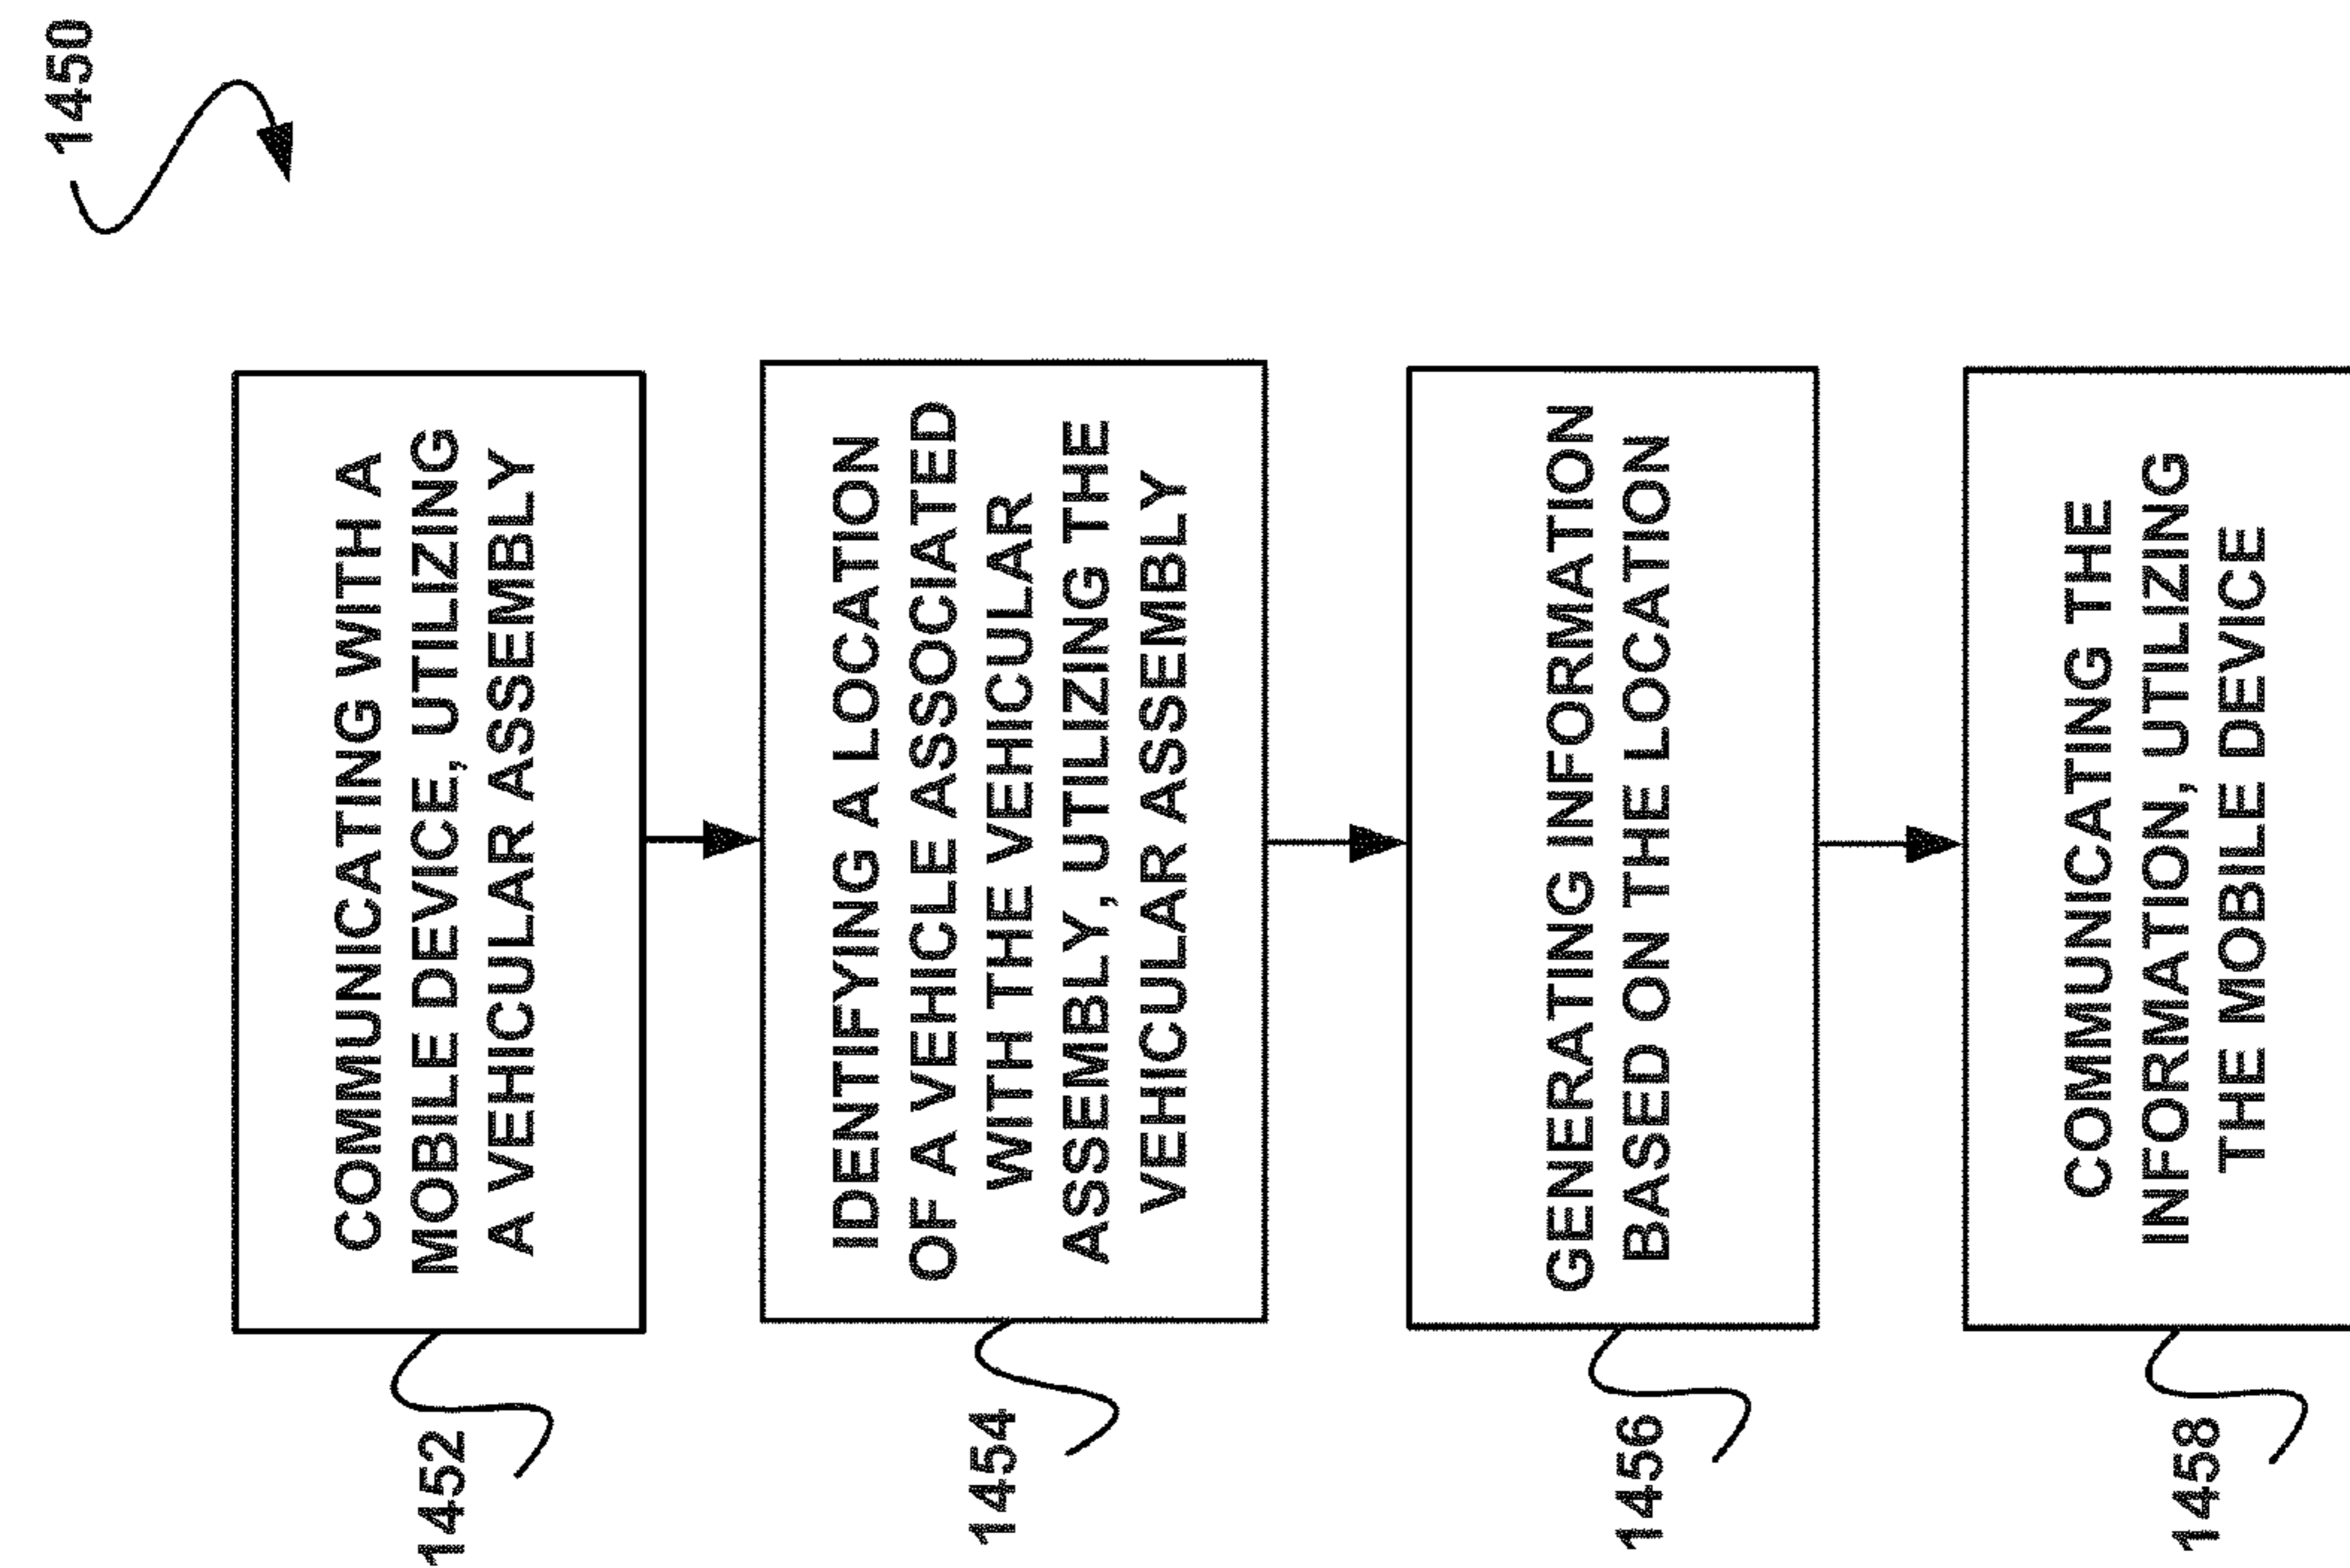 1450
1452
COMMUNICATING WITH A
MOBILE DEVICE, UTILIZING
A VEHICULAR ASSEMBLY
1454
IDENTIFYING A LOCATION
OF A VEHICLE ASSOCIATED
WITH THE VEHICULAR
ASSEMBLY, UTILIZING THE
VEHICULAR ASSEMBLY
1456
GENERATING INFORMATION
BASED ON THE LOCATION
1458
COMMUNICATING THE
INFORMATION, UTILIZING
THE MOBILE DEVICE